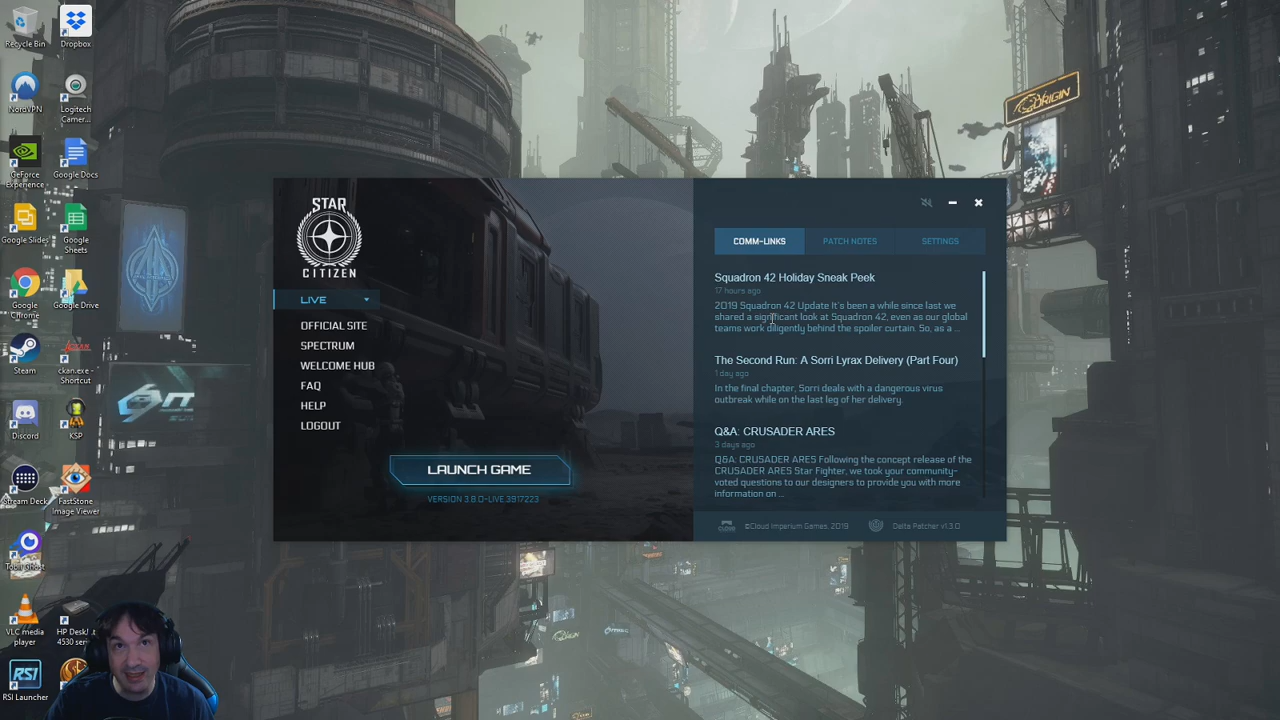 Recycle Bin
Dropbox
NordVPN
Logitech
Camer...
GeForce
Experience
Google Docs
Google Slides
Google
Sheets
Google
Chrome
Google Drive
Steam
ckan.exe -
Shortcut
Discord
KSP
Stream Deck
FastStone
Image Viewer
VLC media
player
HP DeskJ
4530 seri
RSI
RSI Launcher
ORIGIN
STAR
CITIZEN
LIVE
OFFICIAL SITE
SPECTRUM
WELCOME HUB
FAQ
HELP
LOGOUT
LAUNCH GAME
VERSION 3.8.0-LIVE.3917223
COMM-LINKS
PATCH NOTES
SETTINGS
Squadron 42 Holiday Sneak Peek
17 hours ago
2019 Squadron 42 Update It's been a while since last we
shared a significant look at Squadron 42, even as our global
teams work diligently behind the spoiler curtain. So, as a ...
The Second Run: A Sorri Lyrax Delivery (Part Four)
1 day ago
In the final chapter, Sorri deals with a dangerous virus
outbreak while on the last leg of her delivery.
Q&A: CRUSADER ARES
3 days ago
Q&A: CRUSADER ARES Following the concept release of the
CRUSADER ARES Star Fighter, we took your community-
voted questions to our designers to provide you with more
information on ...
CLOUD
©Cloud Imperium Games, 2019
Delta Patcher v1.3.0